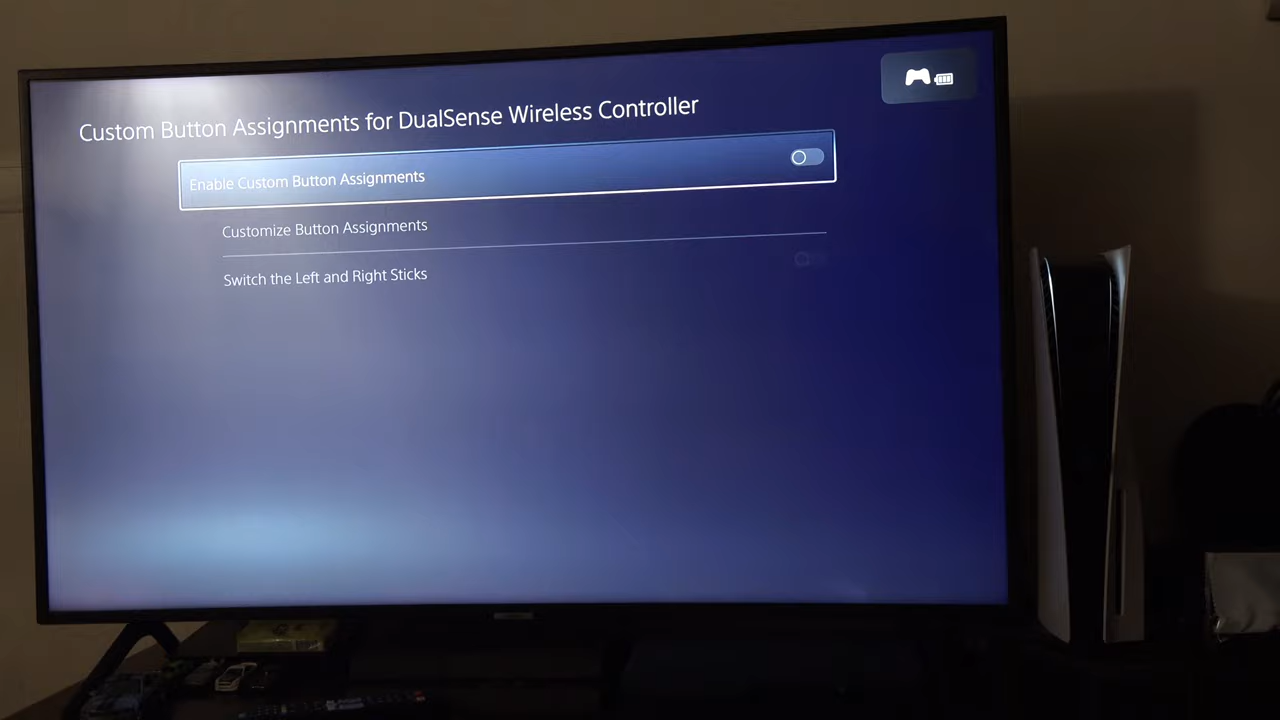 Custom Button Assignments for DualSense Wireless Controller
Enable Custom Button Assignments
Customize Button Assignments
Switch the Left and Right Sticks